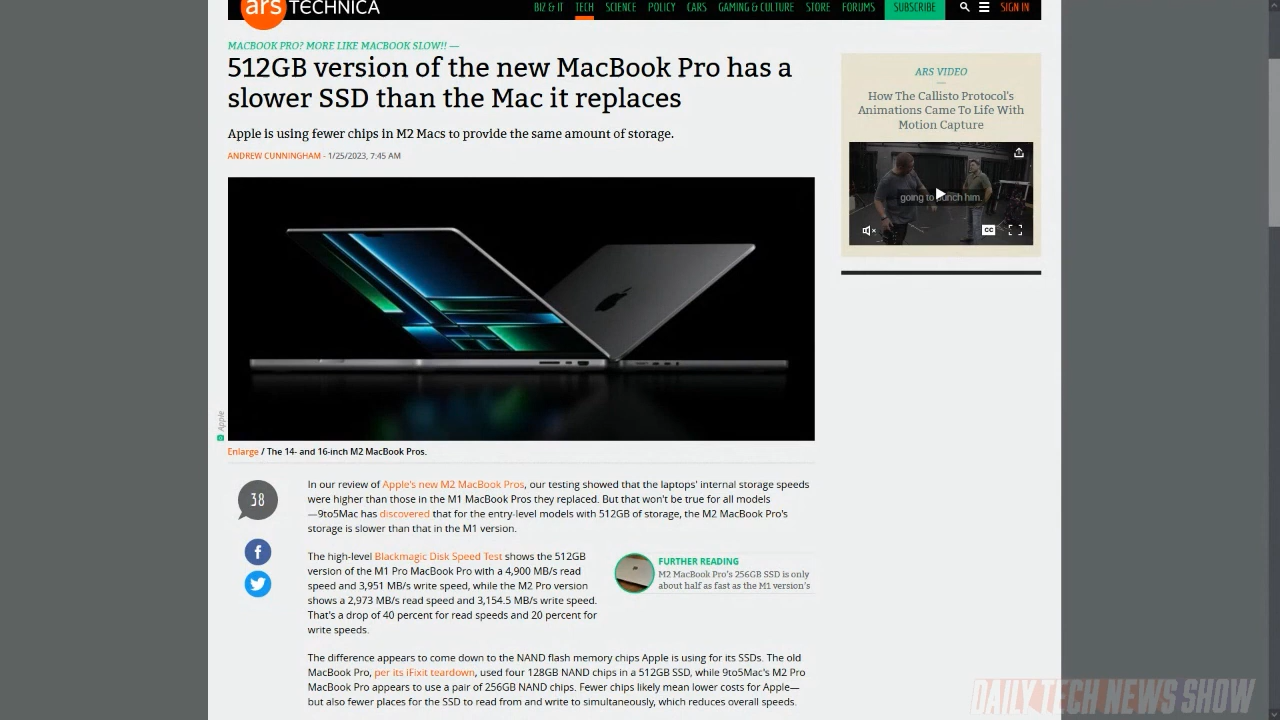 ars TECHNICA
BIZ & IT TECH SCIENCE POLICY CARS GAMING & CULTURE STORE FORUMS SUBSCRIBE SIGN IN
MACBOOK PRO? MORE LIKE MACBOOK SLOW!! —
512GB version of the new MacBook Pro has a
slower SSD than the Mac it replaces
Apple is using fewer chips in M2 Macs to provide the same amount of storage.
ANDREW CUNNINGHAM - 1/25/2023, 7:45 AM
Apple
Enlarge / The 14- and 16-inch M2 MacBook Pros.
38
In our review of Apple's new M2 MacBook Pros, our testing showed that the laptops' internal storage speeds
were higher than those in the M1 MacBook Pros they replaced. But that won't be true for all models
—9to5Mac has discovered that for the entry-level models with 512GB of storage, the M2 MacBook Pro's
storage is slower than that in the M1 version.
The high-level Blackmagic Disk Speed Test shows the 512GB
version of the M1 Pro MacBook Pro with a 4,900 MB/s read
speed and 3,951 MB/s write speed, while the M2 Pro version
shows a 2,973 MB/s read speed and 3,154.5 MB/s write speed.
That's a drop of 40 percent for read speeds and 20 percent for
write speeds.
FURTHER READING
M2 MacBook Pro's 256GB SSD is only
about half as fast as the M1 version's
The difference appears to come down to the NAND flash memory chips Apple is using for its SSDs. The old
MacBook Pro, per its iFixit teardown, used four 128GB NAND chips in a 512GB SSD, while 9to5Mac's M2 Pro
MacBook Pro appears to use a pair of 256GB NAND chips. Fewer chips likely mean lower costs for Apple—
but also fewer places for the SSD to read from and write to simultaneously, which reduces overall speeds.
ARS VIDEO
How The Callisto Protocol's
Animations Came To Life With
Motion Capture
going to punch him.
CC
DAILY TECH NEWS SHOW